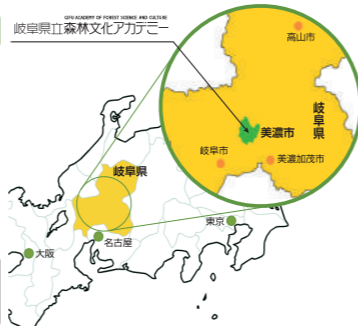 GIFU ACADEMY OF FOREST SCIENCE AND CULTURE
岐阜県立森林文化アカデミー
高山市
岐阜県
美濃市
岐阜市
美濃加茂市
岐阜県
東京
名古屋
大阪